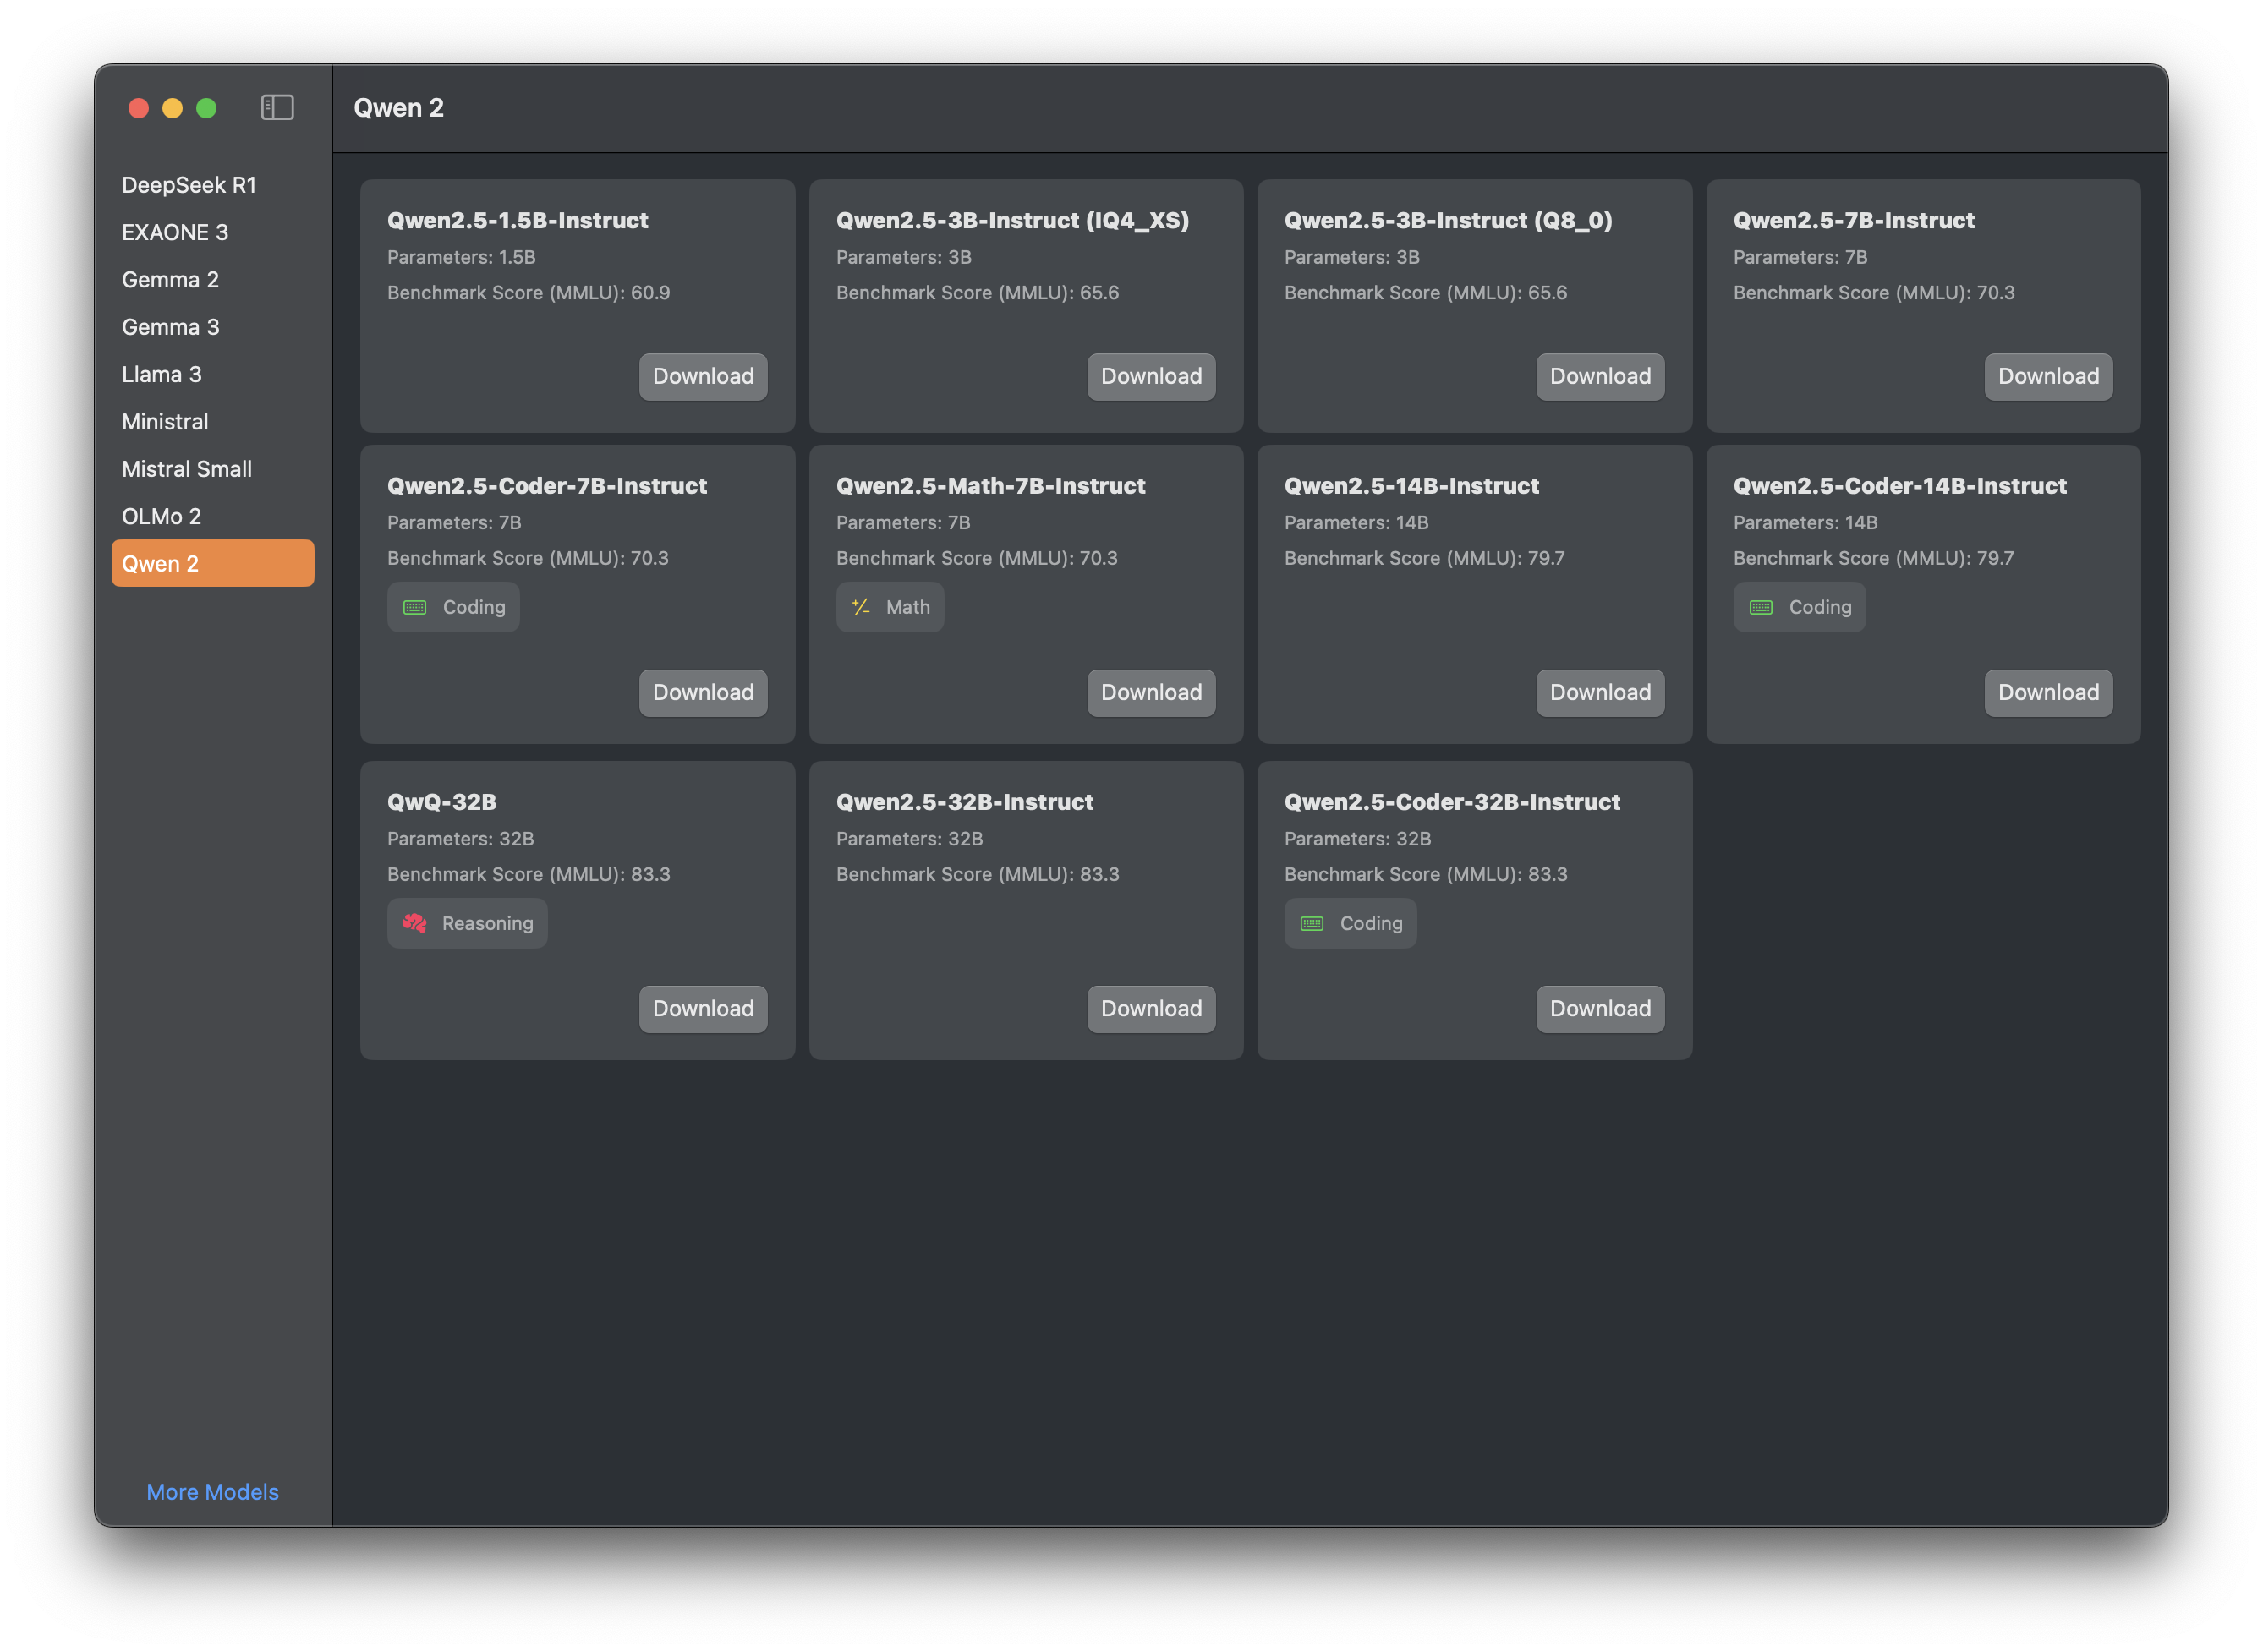 Qwen 2
DeepSeek R1
EXAONE 3
Gemma 2
Gemma 3
Llama 3
Ministral
Mistral Small
OLMo 2
Qwen 2
More Models
Qwen2.5-1.5B-Instruct
Parameters: 1.5B
Benchmark Score (MMLU): 60.9
Download
Qwen2.5-3B-Instruct (IQ4_XS)
Parameters: 3B
Benchmark Score (MMLU): 65.6
Download
Qwen2.5-3B-Instruct (Q8_0)
Parameters: 3B
Benchmark Score (MMLU): 65.6
Download
Qwen2.5-7B-Instruct
Parameters: 7B
Benchmark Score (MMLU): 70.3
Download
Qwen2.5-Coder-7B-Instruct
Parameters: 7B
Benchmark Score (MMLU): 70.3
Coding
Download
Qwen2.5-Math-7B-Instruct
Parameters: 7B
Benchmark Score (MMLU): 70.3
Math
Download
Qwen2.5-14B-Instruct
Parameters: 14B
Benchmark Score (MMLU): 79.7
Download
Qwen2.5-Coder-14B-Instruct
Parameters: 14B
Benchmark Score (MMLU): 79.7
Coding
Download
QwQ-32B
Parameters: 32B
Benchmark Score (MMLU): 83.3
Reasoning
Download
Qwen2.5-32B-Instruct
Parameters: 32B
Benchmark Score (MMLU): 83.3
Download
Qwen2.5-Coder-32B-Instruct
Parameters: 32B
Benchmark Score (MMLU): 83.3
Coding
Download